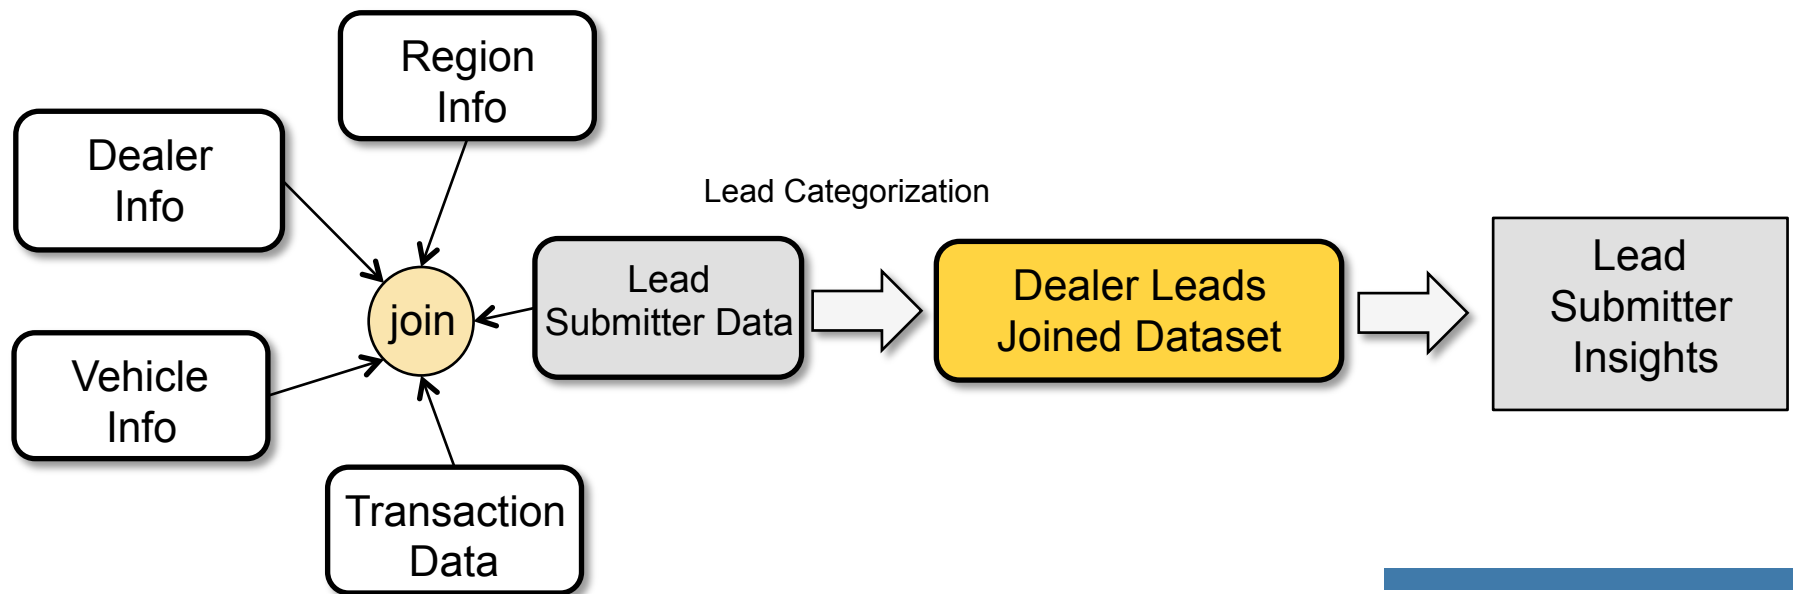 Region
Info
Dealer
Info
Lead Categorization
join
Lead
Submitter Data
Dealer Leads
Joined Dataset
Lead
Submitter
Insights
Vehicle
Info
Transaction
Data